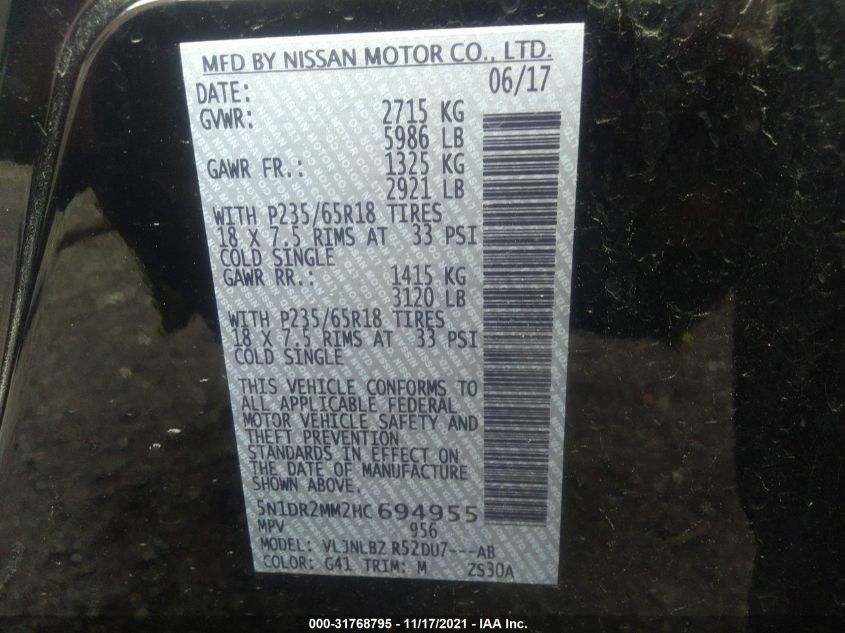 MFD BY NISSAN MOTOR CO., LTD.
DATE: 06/17
GVWR: 2715 KG
5986 LB
GAWR FR.: 1325 KG
2921 LB
WITH P235/65R18 TIRES
18 X 7.5 RIMS AT 33 PSI
COLD SINGLE
GAWR RR.: 1415 KG
3120 LB
WITH P235/65R18 TIRES
18 X 7.5 RIMS AT 33 PSI
COLD SINGLE
THIS VEHICLE CONFORMS TO
ALL APPLICABLE FEDERAL
MOTOR VEHICLE SAFETY AND
THEFT PREVENTION
STANDARDS IN EFFECT ON
THE DATE OF MANUFACTURE
SHOWN ABOVE.
5N1DR2MM2HC694955
MPV 956
MODEL: VL3NLBZ R52DU7---AB
COLOR: G41 TRIM: M ZS30A
000-31768795 - 11/17/2021 - IAA Inc.